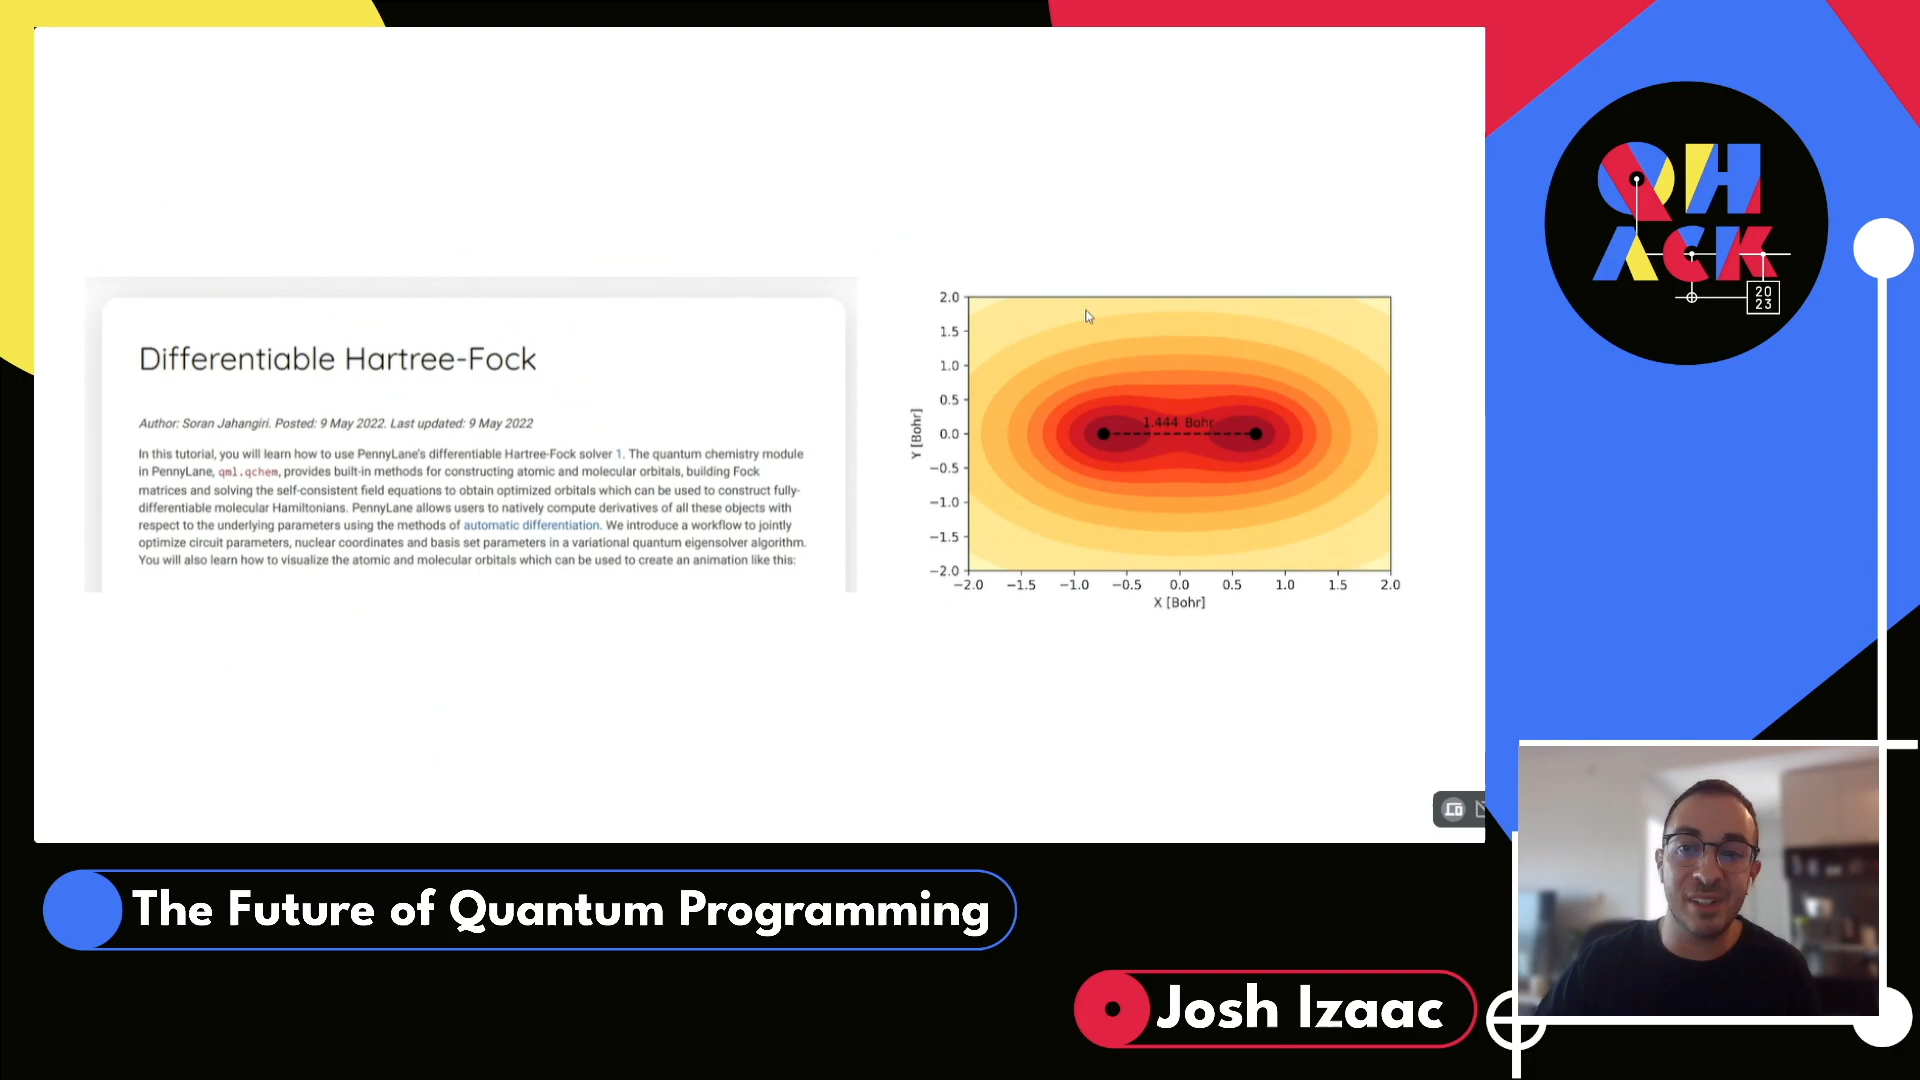 Differentiable Hartree-Fock
Author: Soran Jahangiri. Posted: 9 May 2022. Last updated: 9 May 2022
In this tutorial, you will learn how to use PennyLane's differentiable Hartree-Fock solver 1. The quantum chemistry module
in PennyLane, qml.qchem, provides built-in methods for constructing atomic and molecular orbitals, building Fock
matrices and solving the self-consistent field equations to obtain optimized orbitals which can be used to construct fully-
differentiable molecular Hamiltonians. PennyLane allows users to natively compute derivatives of all these objects with
respect to the underlying parameters using the methods of automatic differentiation. We introduce a workflow to jointly
optimize circuit parameters, nuclear coordinates and basis set parameters in a variational quantum eigensolver algorithm.
You will also learn how to visualize the atomic and molecular orbitals which can be used to create an animation like this:
2.0
1.5
1.0
0.5
0.0
−0.5
−1.0
−1.5
−2.0
Y [Bohr]
1.444 Bohr
−2.0 −1.5 −1.0 −0.5 0.0 0.5 1.0 1.5 2.0
X [Bohr]
QH
ACK
20
23
The Future of Quantum Programming
Josh Izaac